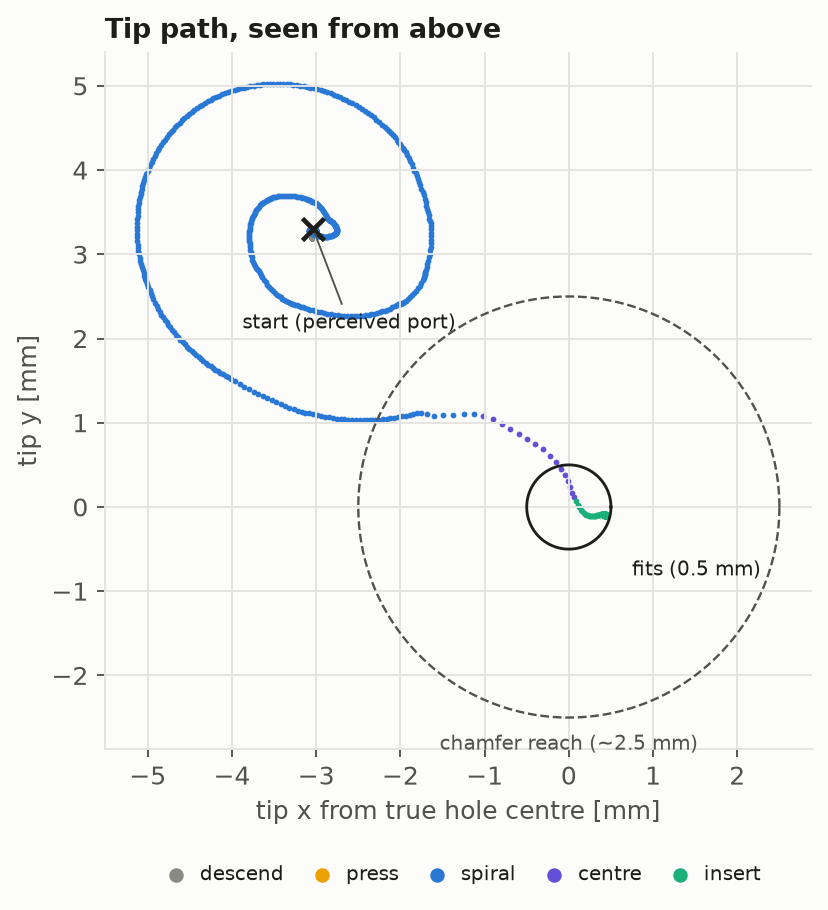 Tip path, seen from above
5
4
3
2
1
0
−1
−2
tip y [mm]
start (perceived port)
fits (0.5 mm)
chamfer reach (~2.5 mm)
−5 −4 −3 −2 −1 0 1 2
tip x from true hole centre [mm]
descend press spiral centre insert